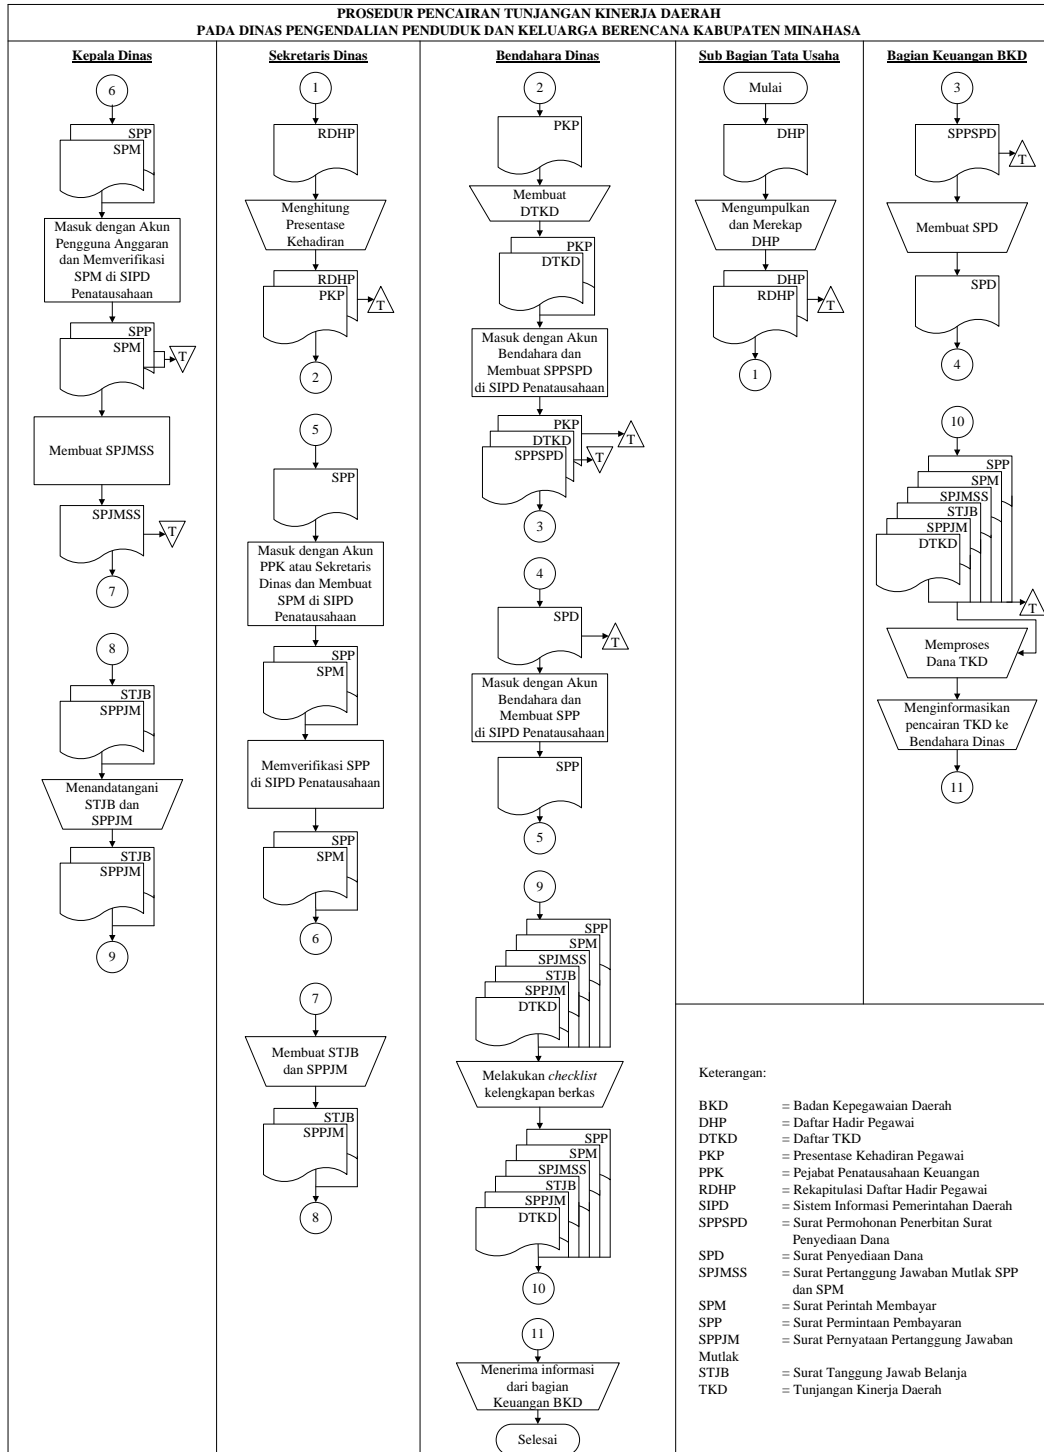 PROSEDUR PENCAIRAN TUNJANGAN KINERJA DAERAH
PADA DINAS PENGENDALIAN PENDUDUK DAN KELUARGA BERENCANA KABUPATEN MINAHASA
Kepala Dinas
6
SPP
SPM
Masuk dengan Akun
Pengguna Anggaran
dan Memverifikasi
SPM di SIPD
Penatausahaan
SPP
SPM
T
Membuat SPJMSS
SPJMSS
T
7
8
STJB
SPPJM
Menandatangani
STJB dan
SPPJM
STJB
SPPJM
9
Sekretaris Dinas
1
RDHP
Menghitung
Presentase
Kehadiran
RDHP
PKP
T
2
5
SPP
Masuk dengan Akun
PPK atau Sekretaris
Dinas dan Membuat
SPM di SIPD
Penatausahaan
SPP
SPM
Memverifikasi SPP
di SIPD Penatausahaan
SPP
SPM
6
7
Membuat STJB
dan SPPJM
STJB
SPPJM
8
Bendahara Dinas
2
PKP
Membuat
DTKD
PKP
DTKD
Masuk dengan Akun
Bendahara dan
Membuat SPPSPD
di SIPD Penatausahaan
PKP
DTKD
SPPSPD
T
T
3
4
SPD
T
Masuk dengan Akun
Bendahara dan
Membuat SPP
di SIPD Penatausahaan
SPP
5
9
SPP
SPM
SPJMSS
STJB
SPPJM
DTKD
Melakukan checklist
kelengkapan berkas
SPP
SPM
SPJMSS
STJB
SPPJM
DTKD
10
11
Menerima informasi
dari bagian
Keuangan BKD
Selesai
Sub Bagian Tata Usaha
Mulai
DHP
Mengumpulkan
dan Merekap
DHP
DHP
RDHP
T
1
Bagian Keuangan BKD
3
SPPSPD
T
Membuat SPD
SPD
4
10
SPP
SPM
SPJMSS
STJB
SPPJM
DTKD
T
Memproses
Dana TKD
Menginformasikan
pencairan TKD ke
Bendahara Dinas
11
Keterangan:
BKD = Badan Kepegawaian Daerah
DHP = Daftar Hadir Pegawai
DTKD = Daftar TKD
PKP = Presentase Kehadiran Pegawai
PPK = Pejabat Penatausahaan Keuangan
RDHP = Rekapitulasi Daftar Hadir Pegawai
SIPD = Sistem Informasi Pemerintahan Daerah
SPPSPD = Surat Permohonan Penerbitan Surat
Penyediaan Dana
SPD = Surat Penyediaan Dana
SPJMSS = Surat Pertanggung Jawaban Mutlak SPP
dan SPM
SPM = Surat Perintah Membayar
SPP = Surat Permintaan Pembayaran
SPPJM = Surat Pernyataan Pertanggung Jawaban
Mutlak
STJB = Surat Tanggung Jawab Belanja
TKD = Tunjangan Kinerja Daerah